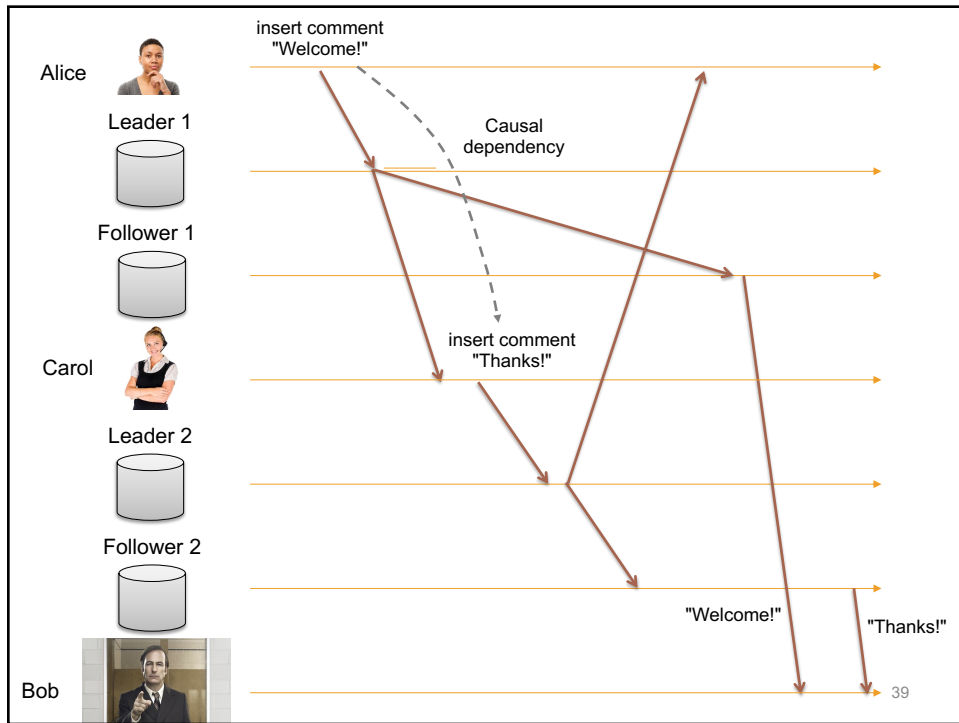 insert comment
"Welcome!"
Alice
Leader 1
Causal
dependency
Follower 1
insert comment
"Thanks!"
Carol
Leader 2
Follower 2
"Welcome!"
"Thanks!"
Bob
39